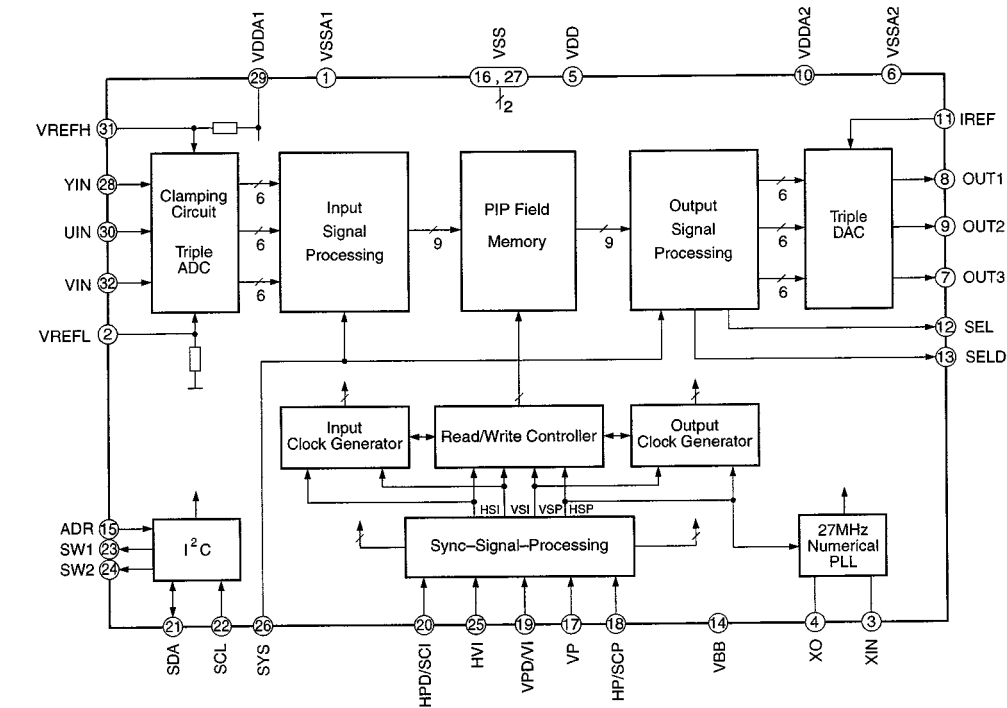 VDDA1
VSSA1
VSS
VDD
VDDA2
VSSA2
29
1
16 , 27
5
10
6
2
VREFH 31
11 IREF
YIN 28
UIN 30
VIN 32
VREFL 2
Clamping
Circuit
Triple
ADC
6
6
6
Input
Signal
Processing
9
PIP Field
Memory
9
Output
Signal
Processing
6
6
6
Triple
DAC
8 OUT1
9 OUT2
7 OUT3
12 SEL
13 SELD
Input
Clock Generator
Read/Write Controller
Output
Clock Generator
HSI VSI VSP HSP
Sync–Signal–Processing
27MHz
Numerical
PLL
ADR 15
SW1 23
SW2 24
I²C
21
22
26
20
25
19
17
18
14
4
3
SDA
SCL
SYS
HPD/SCI
HVI
VPD/VI
VP
HP/SCP
VBB
XO
XIN